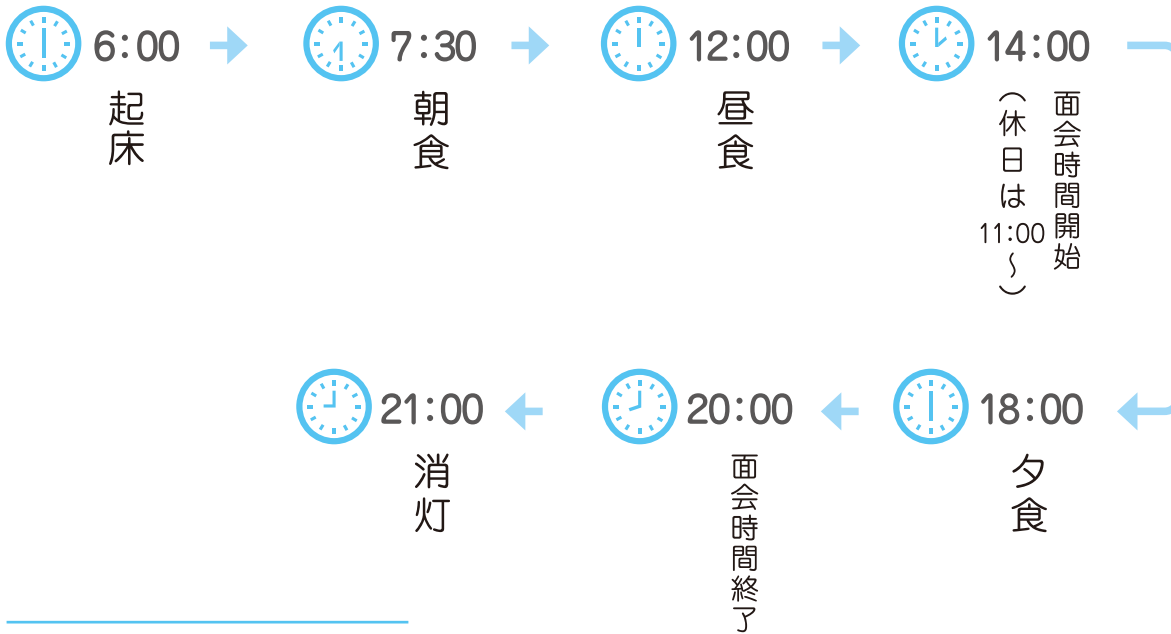 6:00
起床
7:30
朝食
12:00
昼食
14:00
面会時間開始
（休日は11:00～）
18:00
夕食
20:00
面会時間終了
21:00
消灯